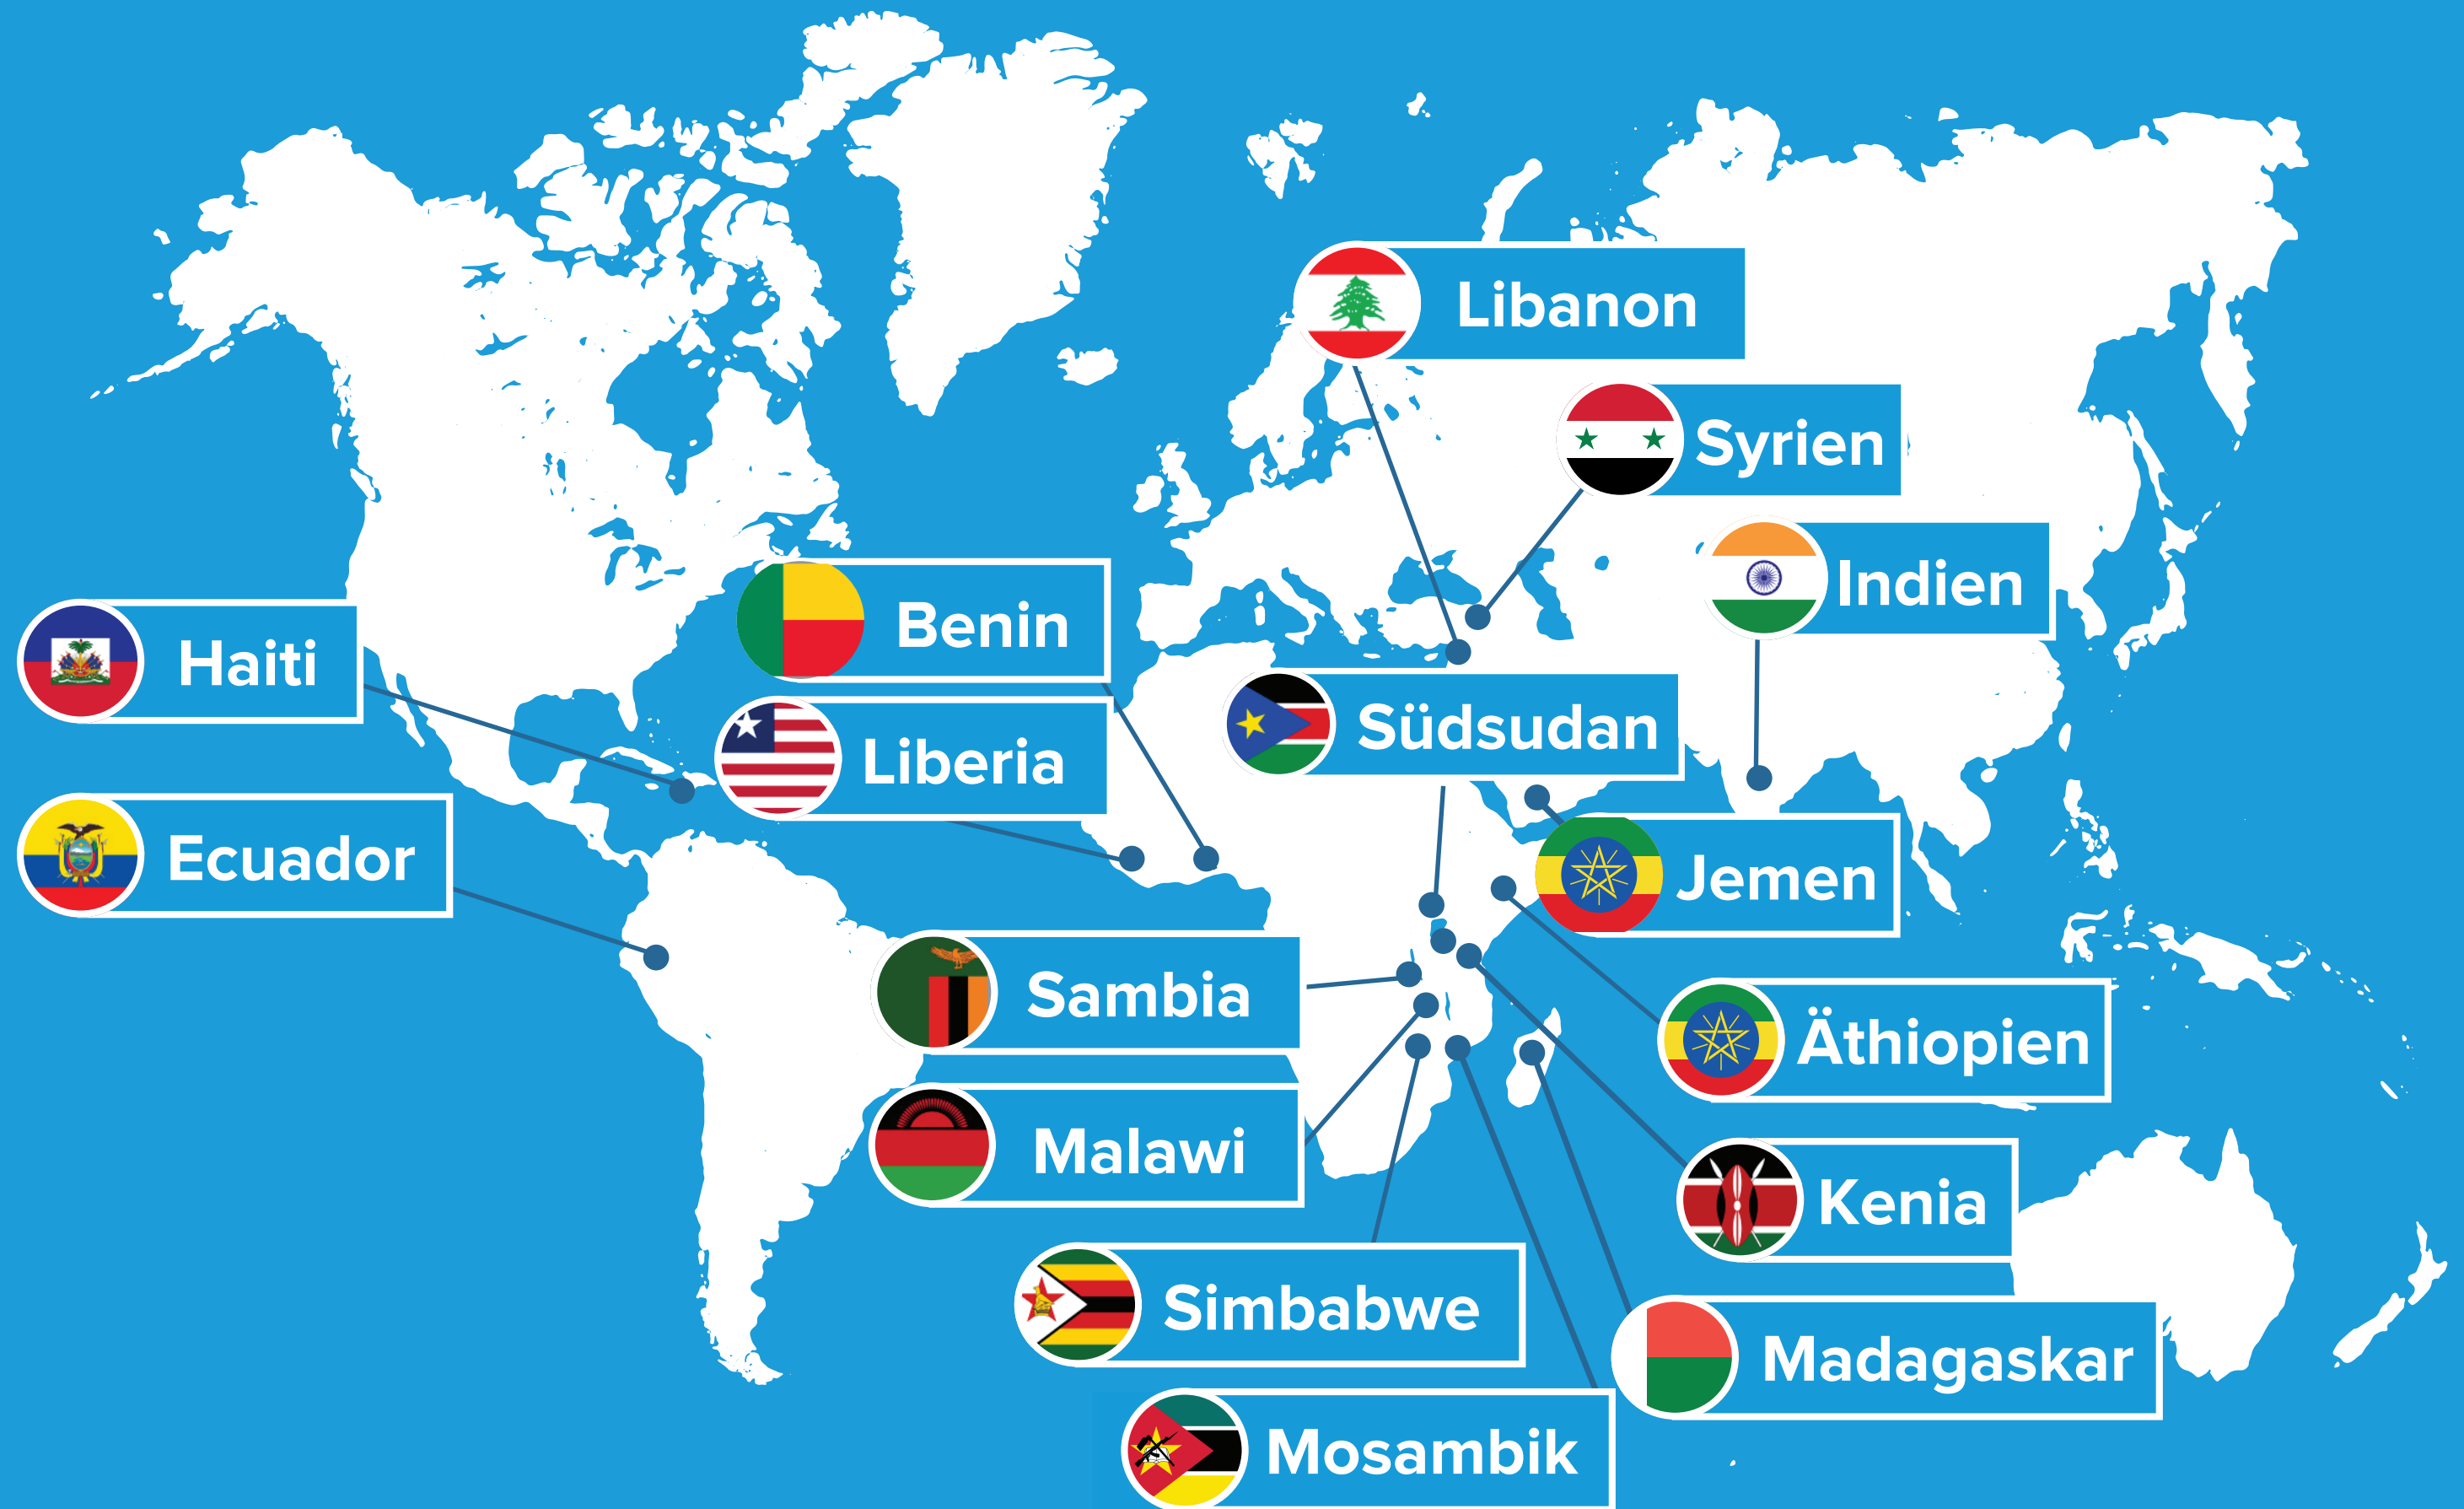 Libanon
Syrien
Indien
Benin
Haiti
Südsudan
Liberia
Ecuador
Jemen
Sambia
Äthiopien
Malawi
Kenia
Simbabwe
Madagaskar
Mosambik